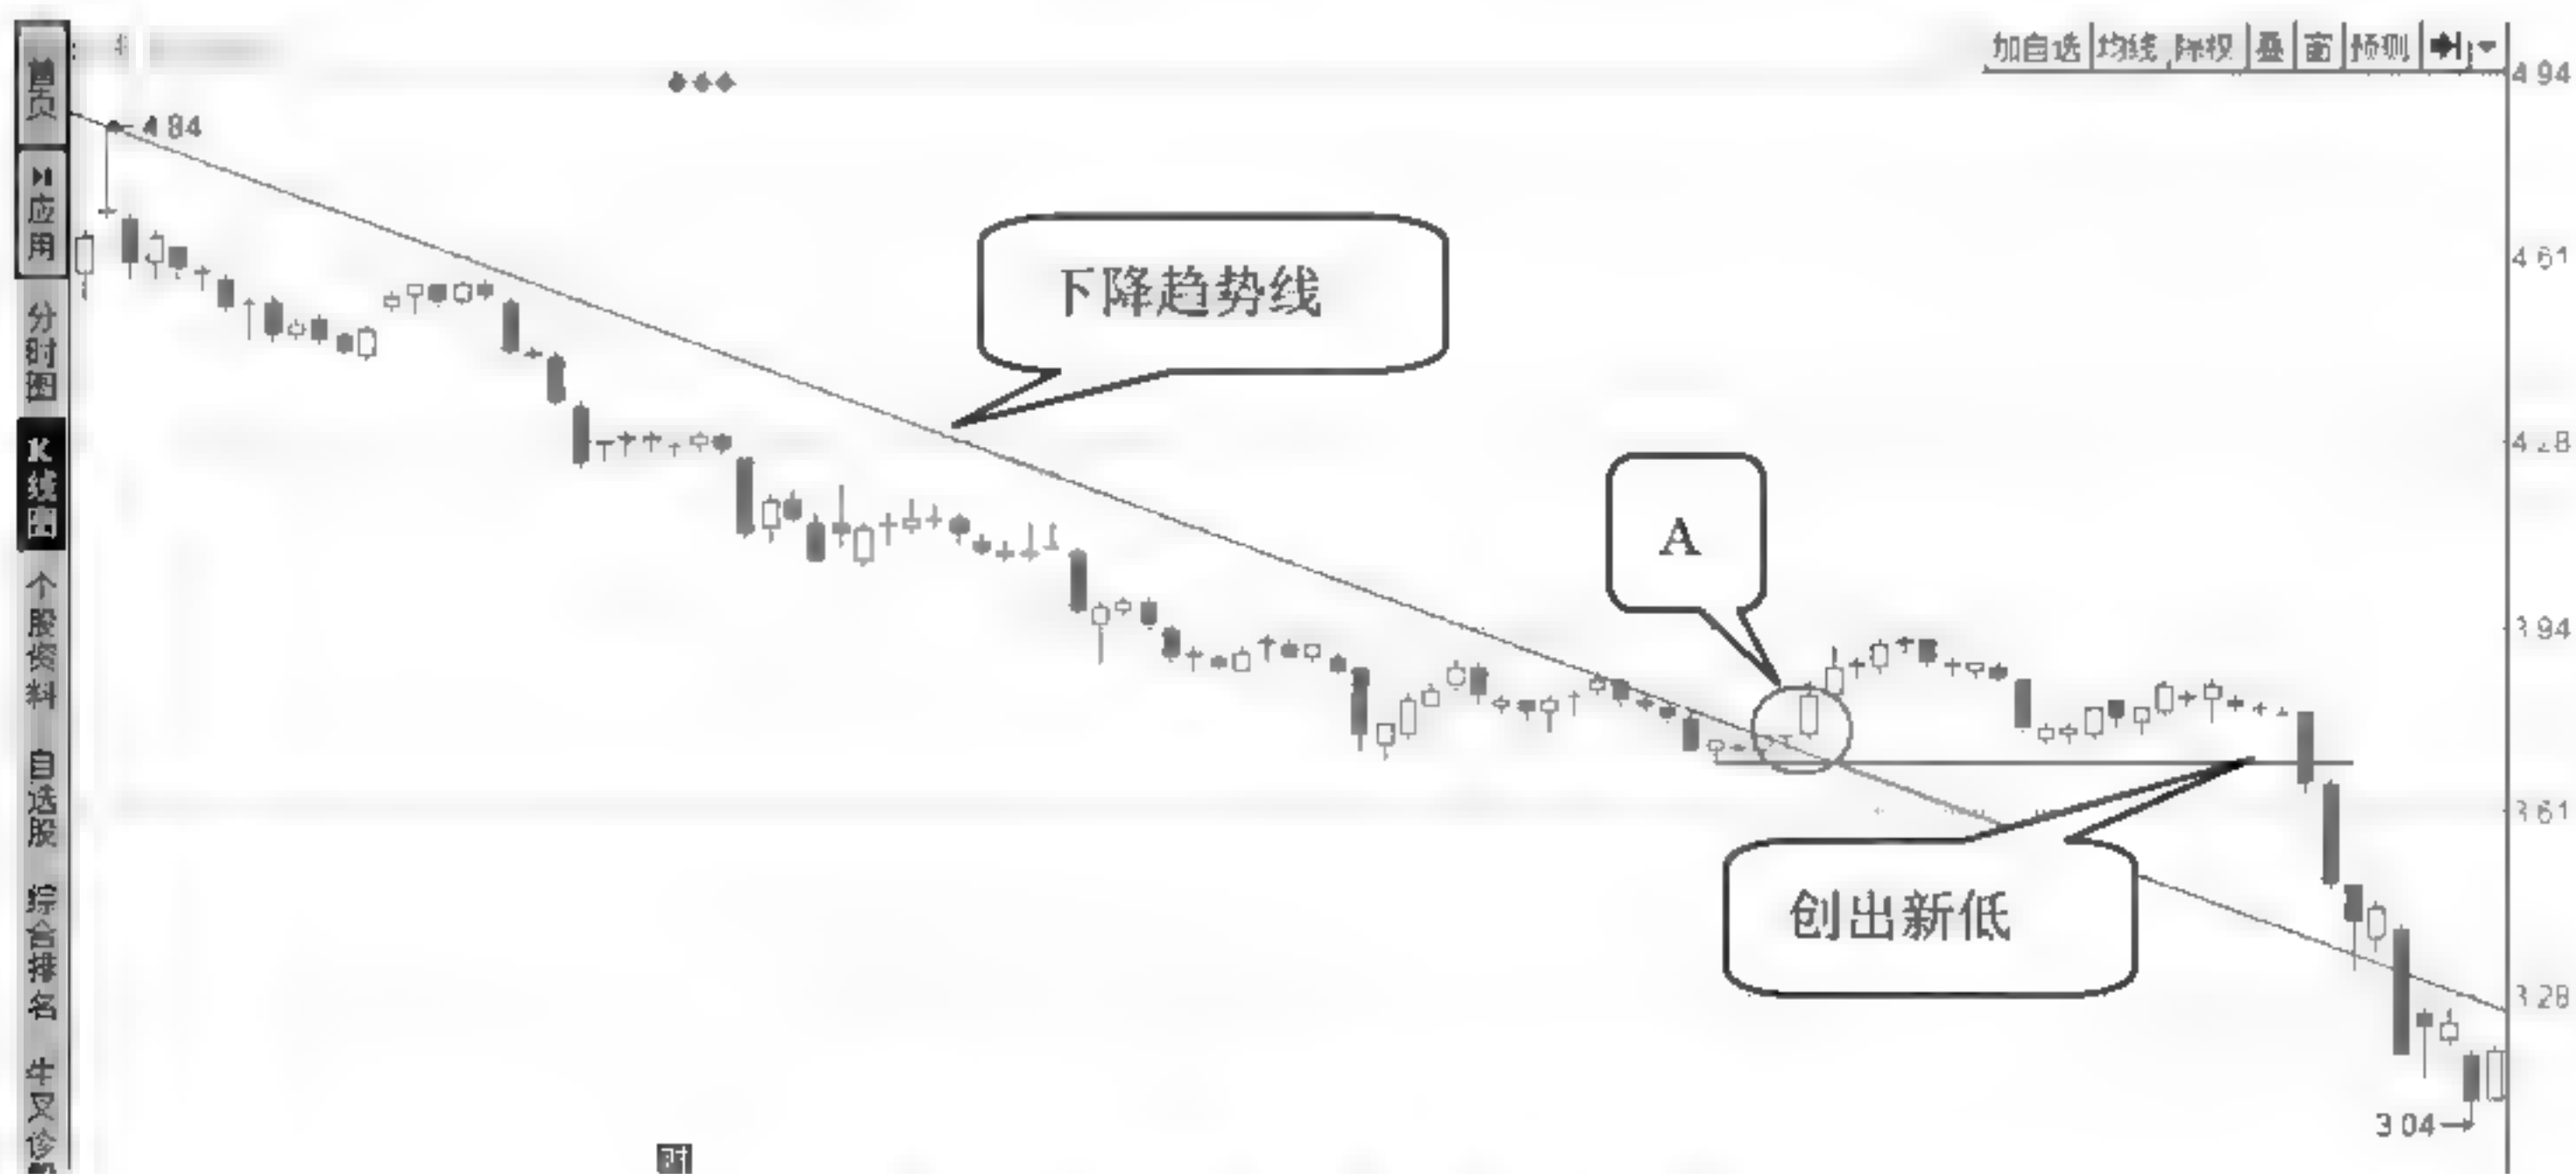 首页
应用
分时图
K线图
个股资料
自选股
综合排名
牛叉诊股
加自选 均线 除权 叠 窗 预测
4.84
下降趋势线
A
创出新低
3.04
4.94
4.61
4.28
3.94
3.61
3.28
财